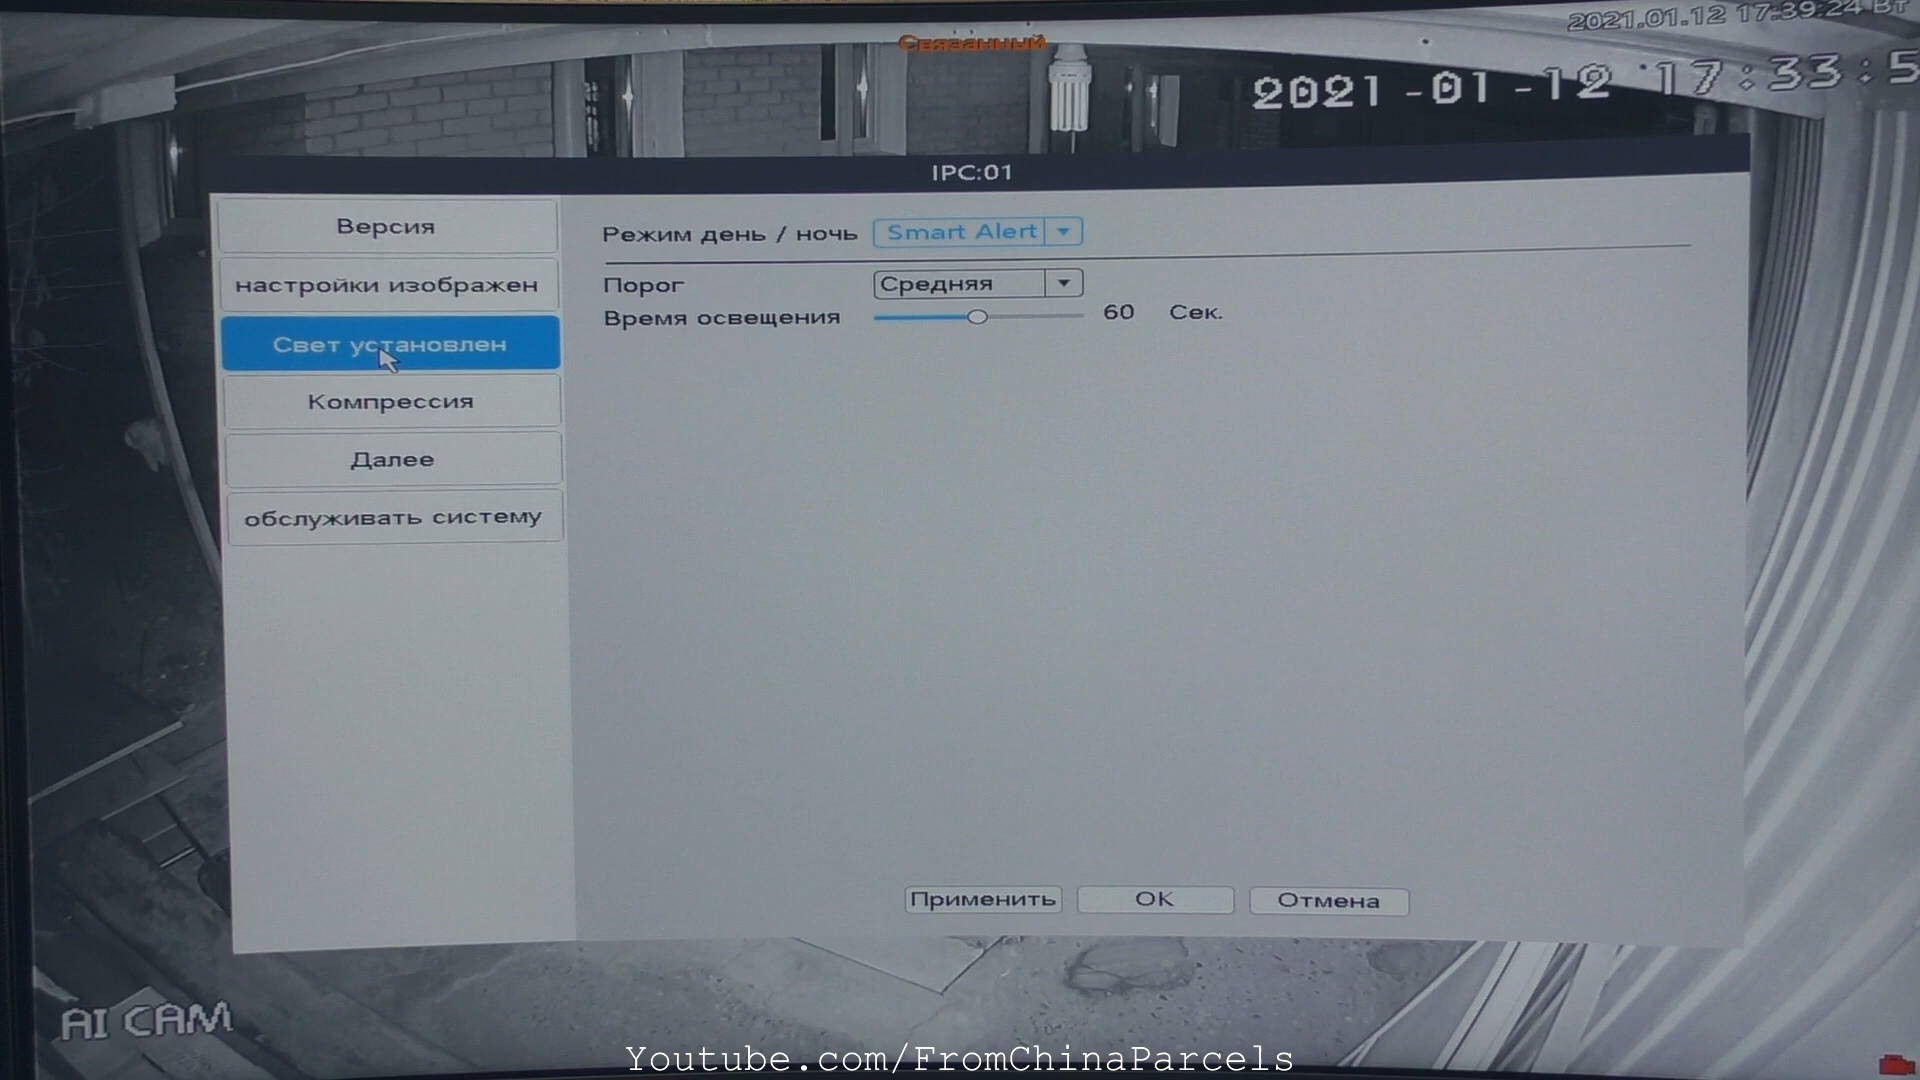 2021.01.12 17:39:24 Вт
Связанный
2021-01-12 17:33:5
IPC:01
Версия
настройки изображен
Свет установлен
Компрессия
Далее
обслуживать систему
Режим день / ночь Smart Alert
Порог Средняя
Время освещения 60 Сек.
Применить OK Отмена
AI CAM
Youtube.com/FromChinaParcels